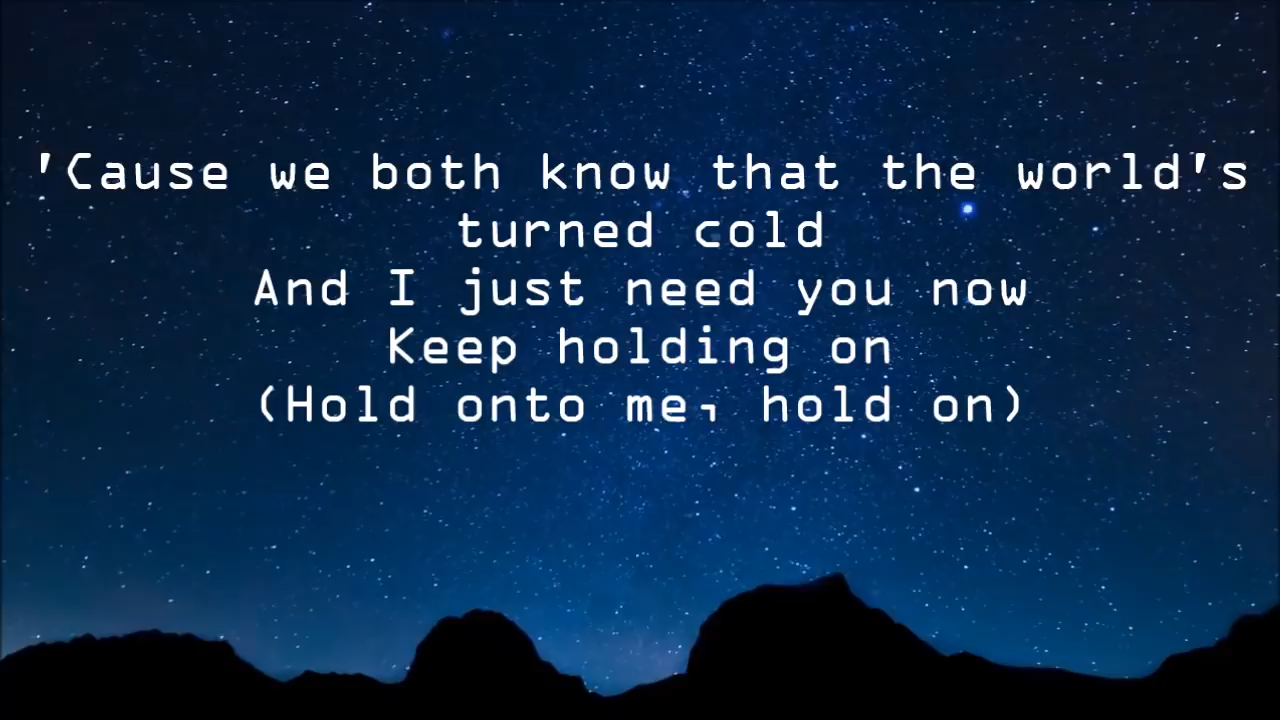 'Cause we both know that the world's
turned cold
And I just need you now
Keep holding on
(Hold onto me, hold on)